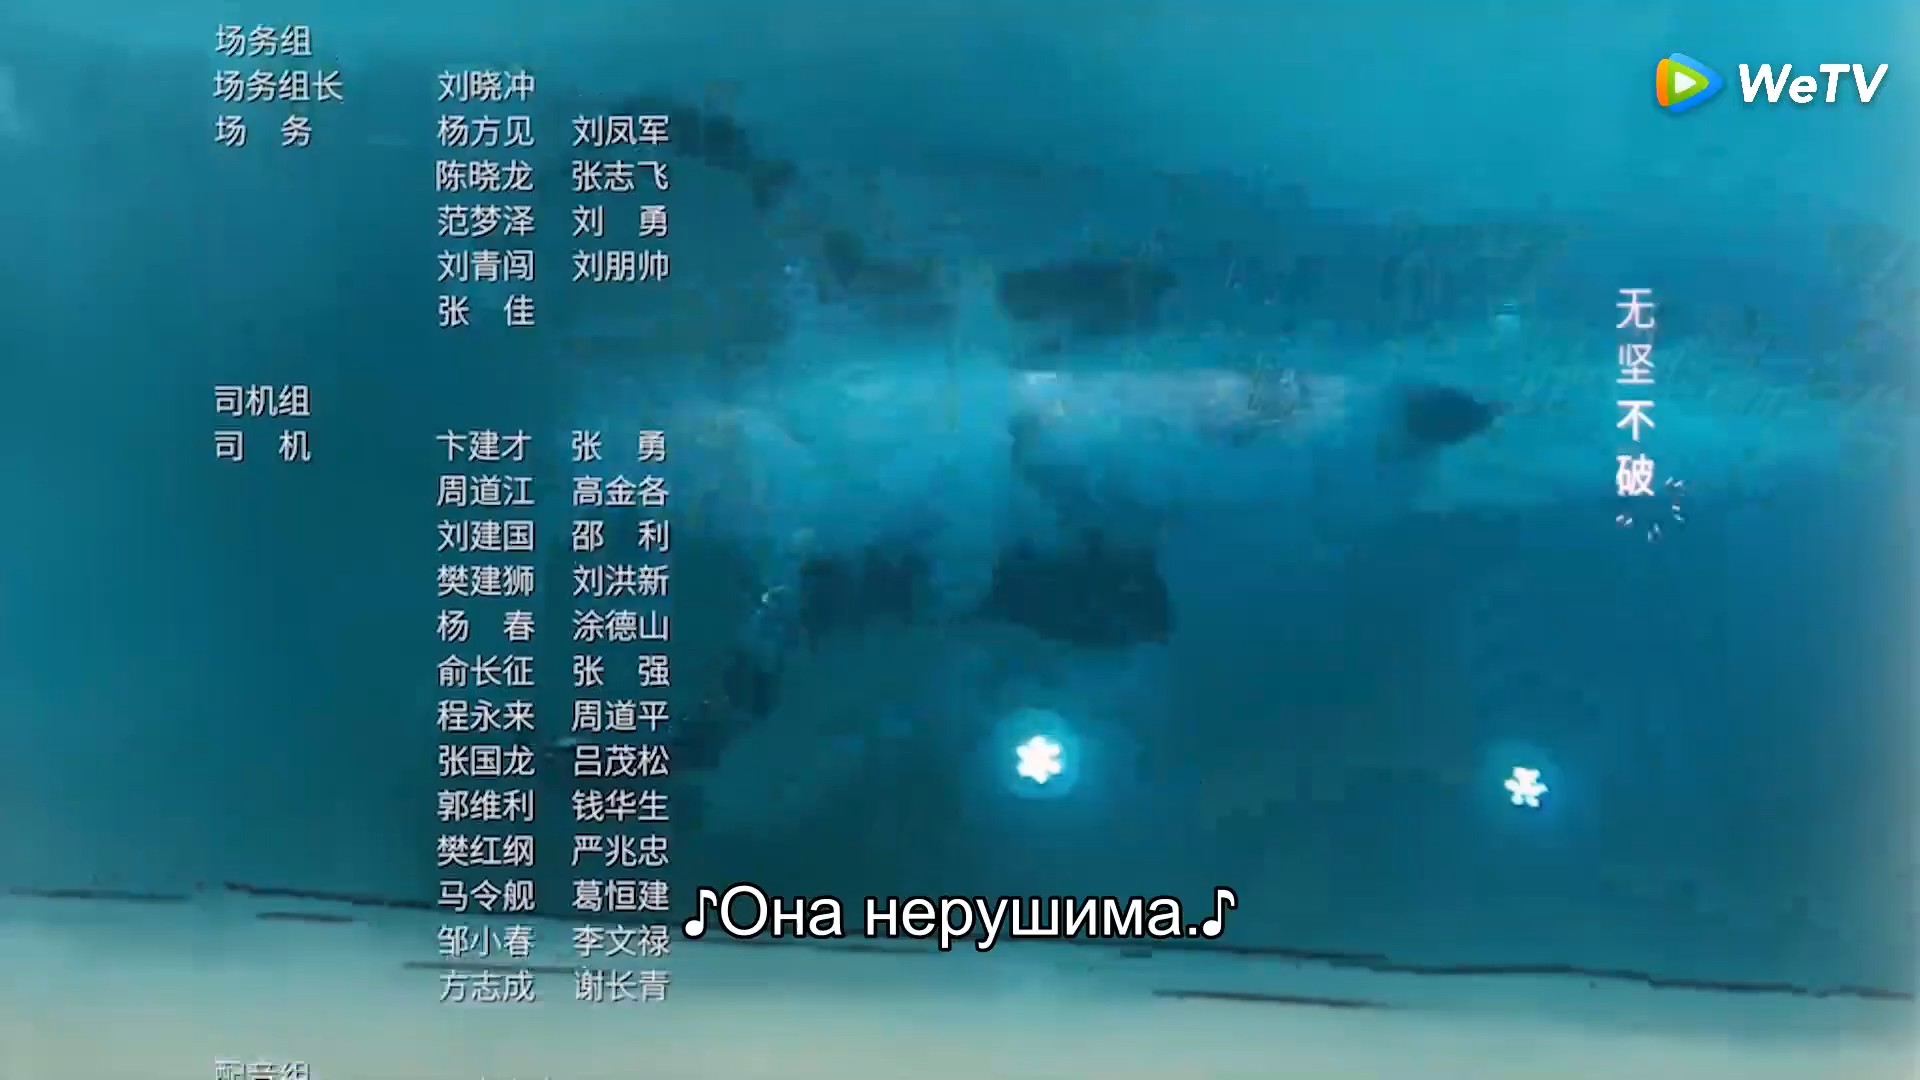 场务组
场务组长 刘晓冲
场 务 杨方见 刘凤军
陈晓龙 张志飞
范梦泽 刘 勇
刘青闯 刘朋帅
张 佳
司机组
司 机 卞建才 张 勇
周道江 高金各
刘建国 邵 利
樊建狮 刘洪新
杨 春 涂德山
俞长征 张 强
程永来 周道平
张国龙 吕茂松
郭维利 钱华生
樊红纲 严兆忠
马令舰 葛恒建
邹小春 李文禄
方志成 谢长青
配音组
WeTV
无坚不破
♪Она нерушима.♪